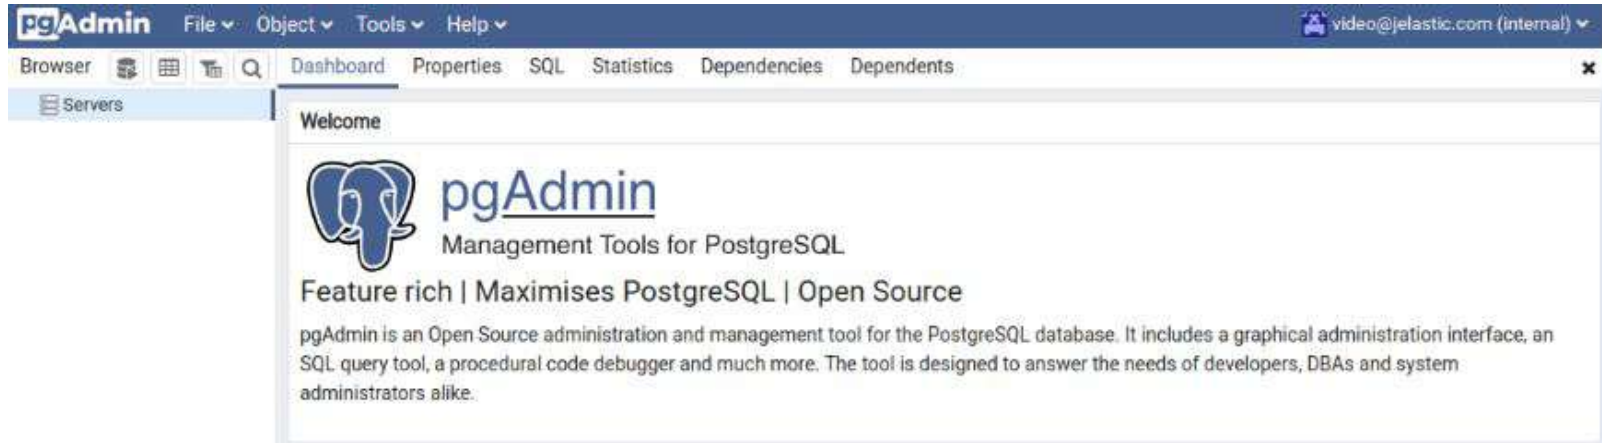 pgAdmin File Object Tools Help video@jelastic.com (internal)
Browser Dashboard Properties SQL Statistics Dependencies Dependents
Servers
Welcome
pgAdmin
Management Tools for PostgreSQL
Feature rich | Maximises PostgreSQL | Open Source
pgAdmin is an Open Source administration and management tool for the PostgreSQL database. It includes a graphical administration interface, an
SQL query tool, a procedural code debugger and much more. The tool is designed to answer the needs of developers, DBAs and system
administrators alike.